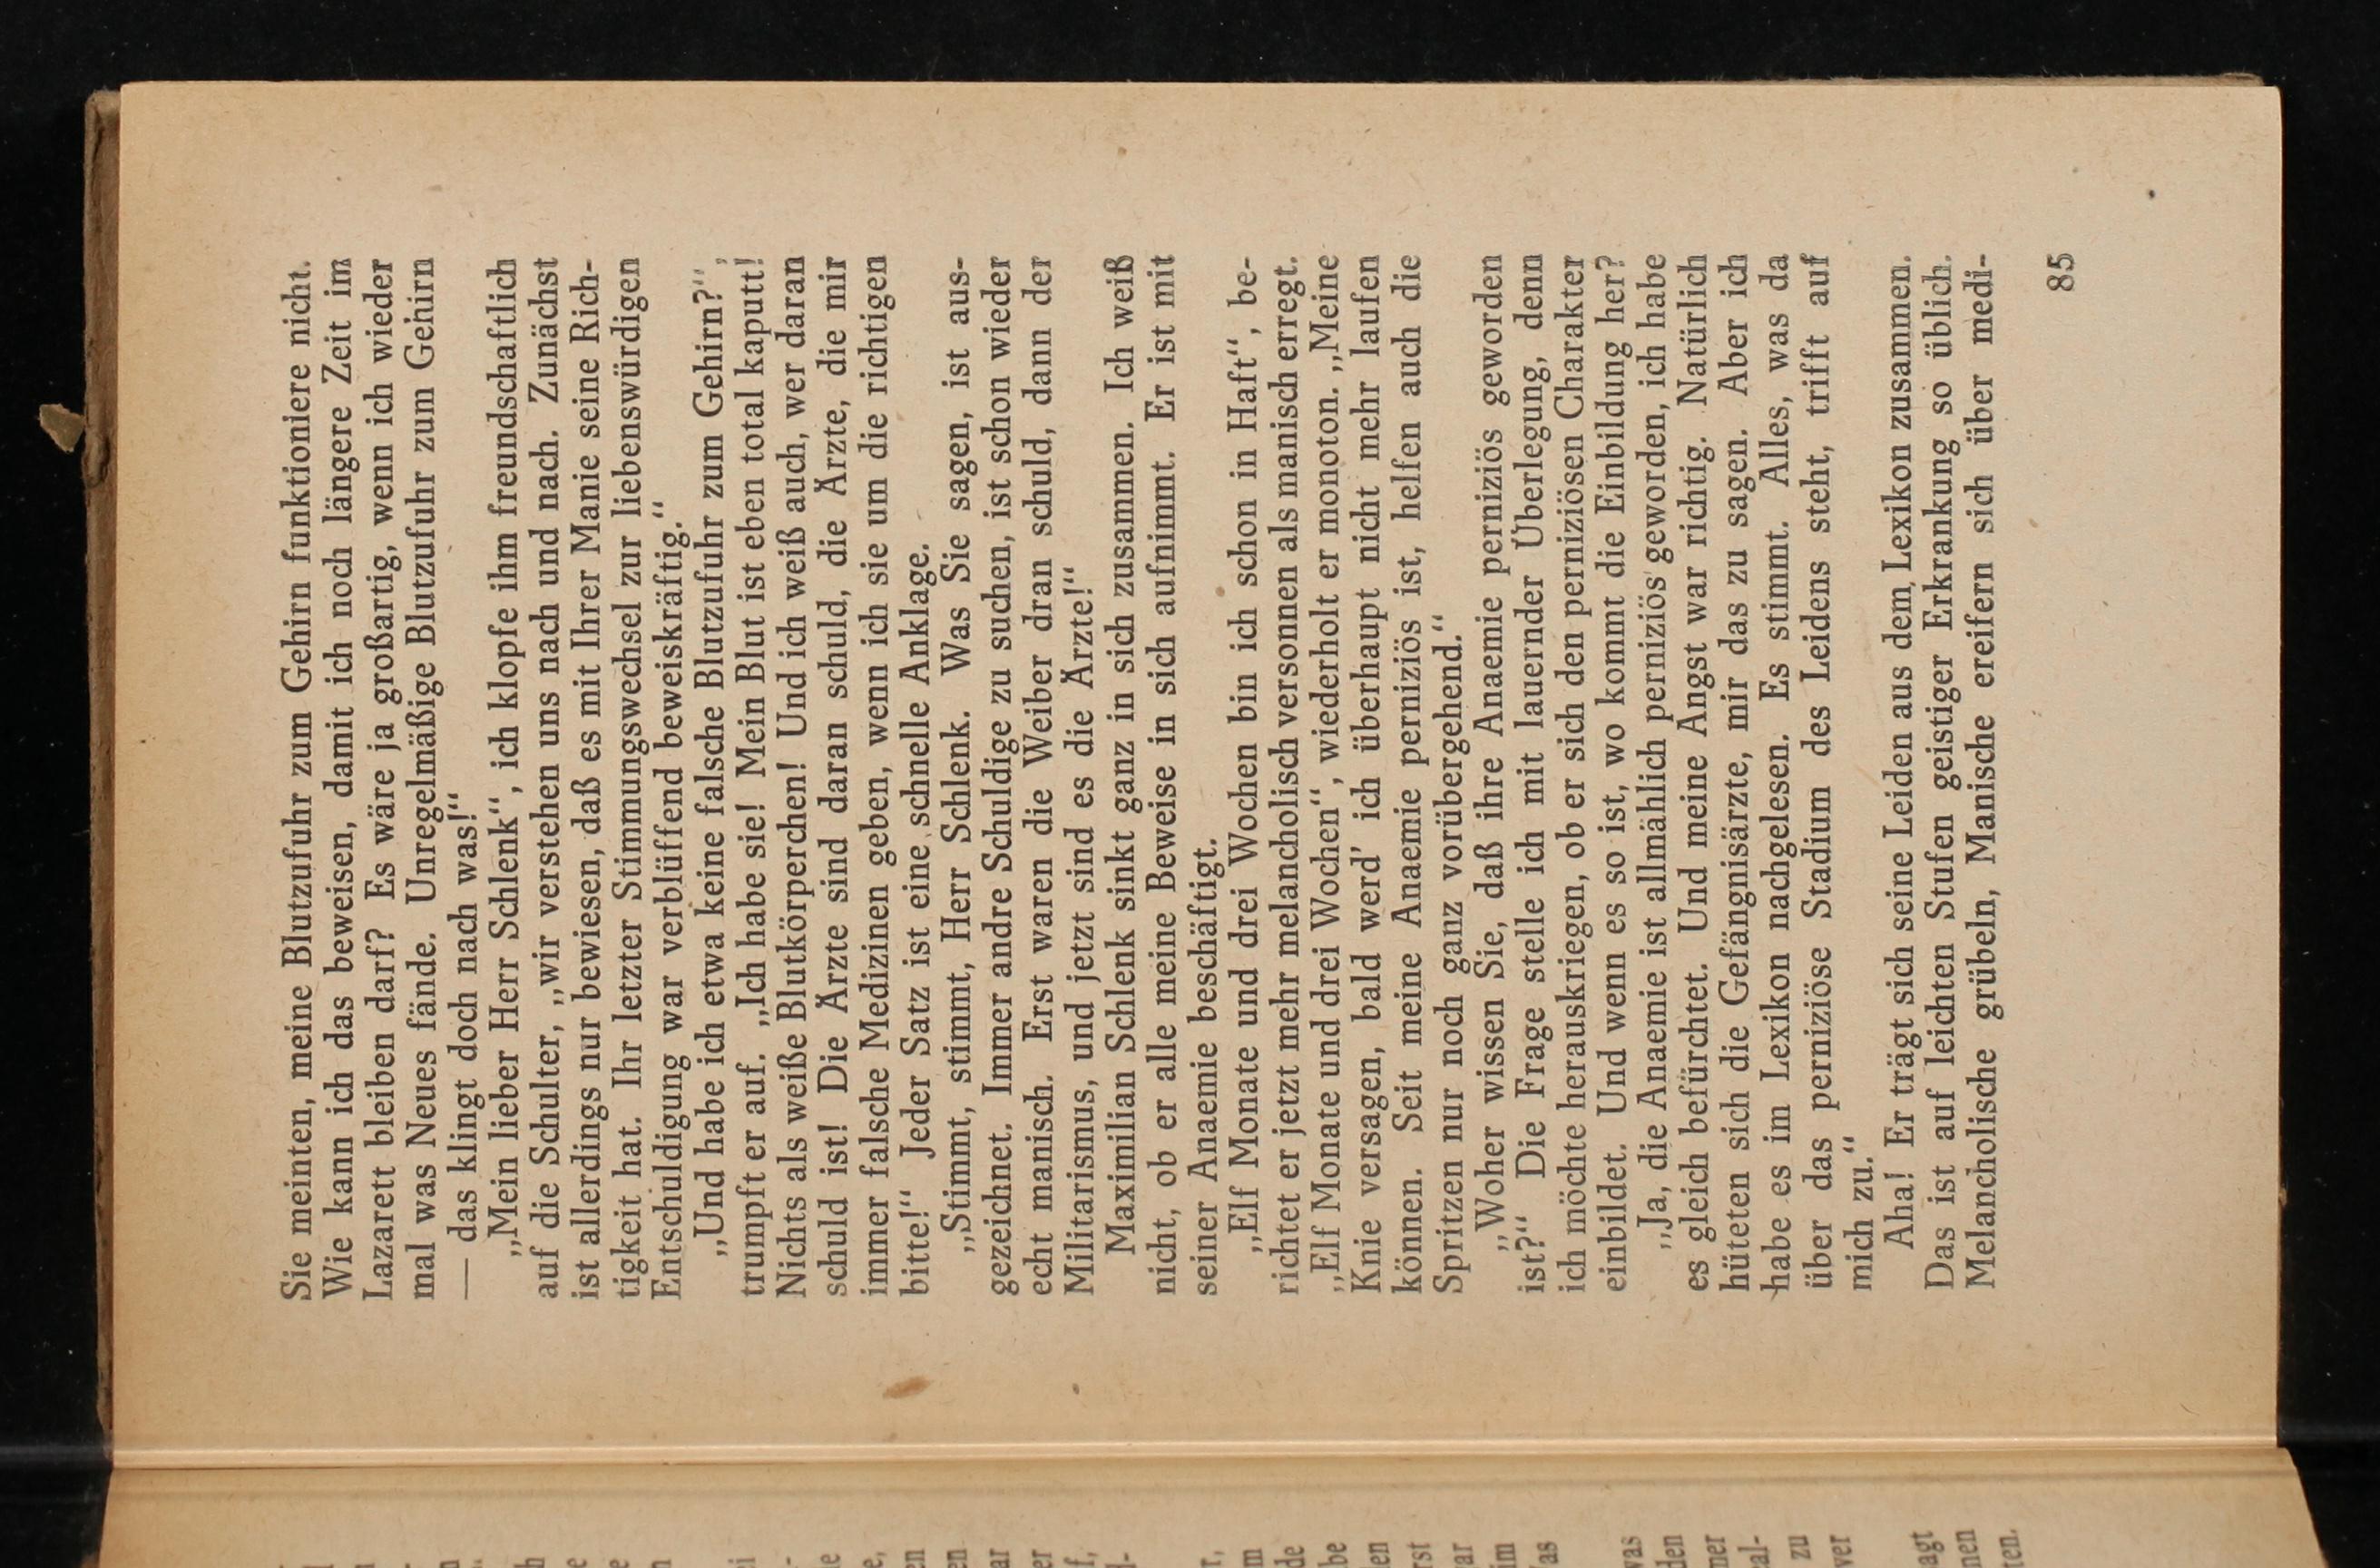 Sie meinten, meine Blutzufuhr zum Gehirn funktioniere nicht.
Wie kann ich das beweisen, damit ich noch längere Zeit im
Lazarett bleiben darf? Es wäre ja großartig, wenn ich wieder
mal was Neues fände. Unregelmäßige Blutzufuhr zum Gehirn
— das klingt doch nach was!“
„Mein lieber Herr Schlenk“, ich klopfe ihm freundschaftlich
auf die Schulter, „wir verstehen uns nach und nach. Zunächst
ist allerdings nur bewiesen, daß es mit Ihrer Manie seine Rich-
tigkeit hat. Ihr letzter Stimmungswechsel zur liebenswürdigen
Entschuldigung war verblüffend beweiskräftig.“
„Und habe ich etwa keine falsche Blutzufuhr zum Gehirn?“,
trumpft er auf. „Ich habe sie! Mein Blut ist eben total kaputt!
Nichts als weiße Blutkörperchen! Und ich weiß auch, wer daran
schuld ist! Die Ärzte sind daran schuld, die Ärzte, die mir
immer falsche Medizinen geben, wenn ich sie um die richtigen
bitte!“ Jeder Satz ist eine schnelle Anklage.
„Stimmt, stimmt, Herr Schlenk. Was Sie sagen, ist aus-
gezeichnet. Immer andre Schuldige zu suchen, ist schon wieder
echt manisch. Erst waren die Weiber dran schuld, dann der
Militarismus, und jetzt sind es die Ärzte!“
Maximilian Schlenk sinkt ganz in sich zusammen. Ich weiß
nicht, ob er alle meine Beweise in sich aufnimmt. Er ist mit
seiner Anaemie beschäftigt.
„Elf Monate und drei Wochen bin ich schon in Haft“, be-
richtet er jetzt mehr melancholisch versonnen als manisch erregt.
„Elf Monate und drei Wochen“, wiederholt er monoton. „Meine
Knie versagen, bald werd’ ich überhaupt nicht mehr laufen
können. Seit meine Anaemie perniziös ist, helfen auch die
Spritzen nur noch ganz vorübergehend.“
„Woher wissen Sie, daß ihre Anaemie perniziös geworden
ist?“ Die Frage stelle ich mit lauernder Überlegung, denn
ich möchte herauskriegen, ob er sich den perniziösen Charakter
einbildet. Und wenn es so ist, wo kommt die Einbildung her?
„Ja, die Anaemie ist allmählich perniziös geworden, ich habe
es gleich befürchtet. Und meine Angst war richtig. Natürlich
hüteten sich die Gefängnisärzte, mir das zu sagen. Aber ich
habe es im Lexikon nachgelesen. Es stimmt. Alles, was da
über das perniziöse Stadium des Leidens steht, trifft auf
mich zu.“
Aha! Er trägt sich seine Leiden aus dem Lexikon zusammen.
Das ist auf leichten Stufen geistiger Erkrankung so üblich.
Melancholische grübeln, Manische ereifern sich über medi-
85